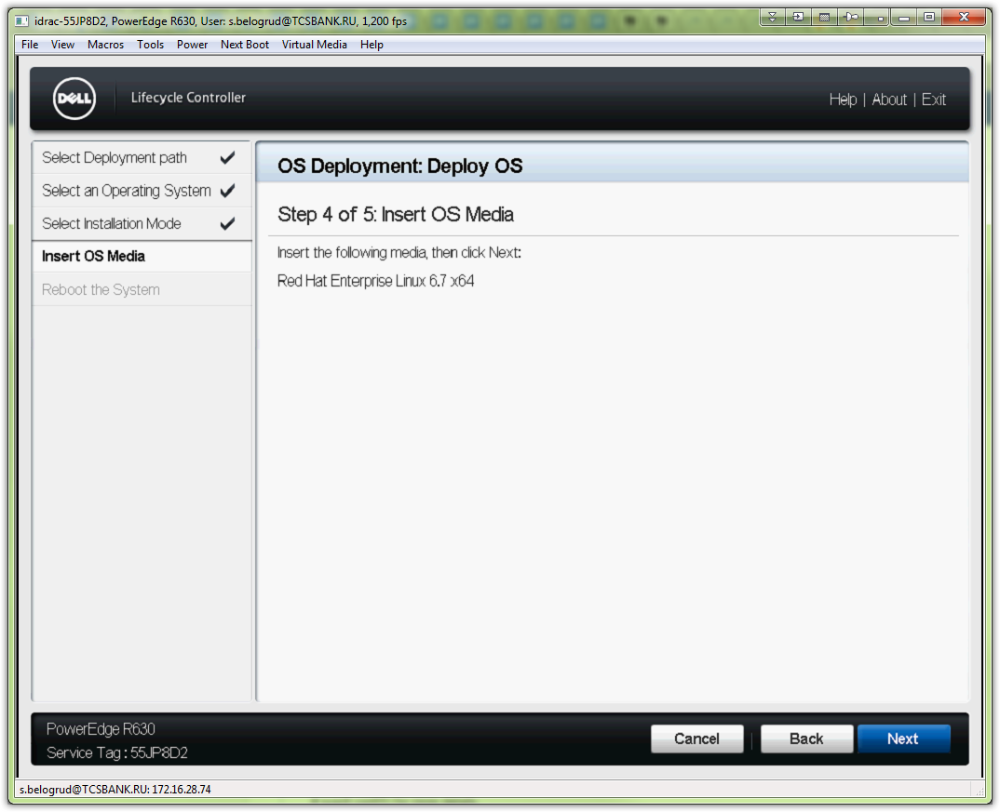 idrac-55JP8D2, PowerEdge R630, User: s.belogrud@TCSBANK.RU, 1,200 fps
File View Macros Tools Power Next Boot Virtual Media Help
DELL
Lifecycle Controller
Help | About | Exit
Select Deployment path
Select an Operating System
Select Installation Mode
Insert OS Media
Reboot the System
OS Deployment: Deploy OS
Step 4 of 5: Insert OS Media
Insert the following media, then click Next:
Red Hat Enterprise Linux 6.7 x64
PowerEdge R630
Service Tag : 55JP8D2
Cancel | Back Next
s.belogrud@TCSBANK.RU: 172.16.28.74